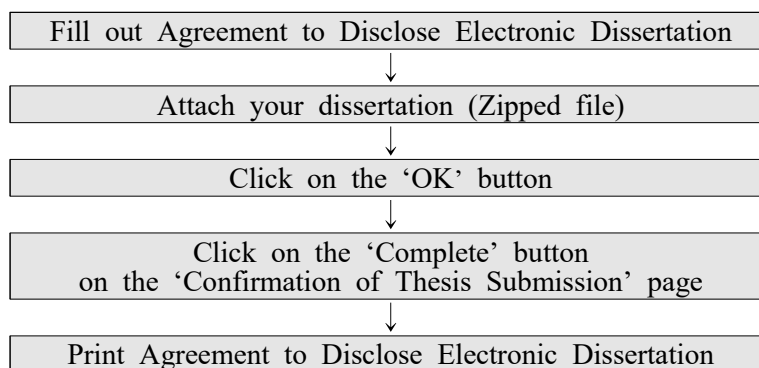 Fill out Agreement to Disclose Electronic Dissertation
Attach your dissertation (Zipped file)
Click on the ‘OK’ button
Click on the ‘Complete’ button
on the ‘Confirmation of Thesis Submission’ page
Print Agreement to Disclose Electronic Dissertation